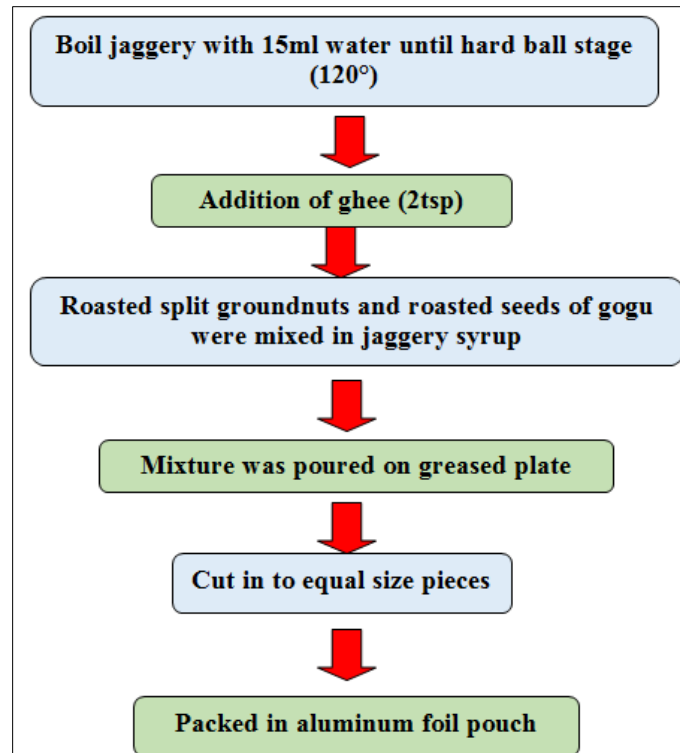 Boil jaggery with 15ml water until hard ball stage
(120°)
Addition of ghee (2tsp)
Roasted split groundnuts and roasted seeds of gogu
were mixed in jaggery syrup
Mixture was poured on greased plate
Cut in to equal size pieces
Packed in aluminum foil pouch